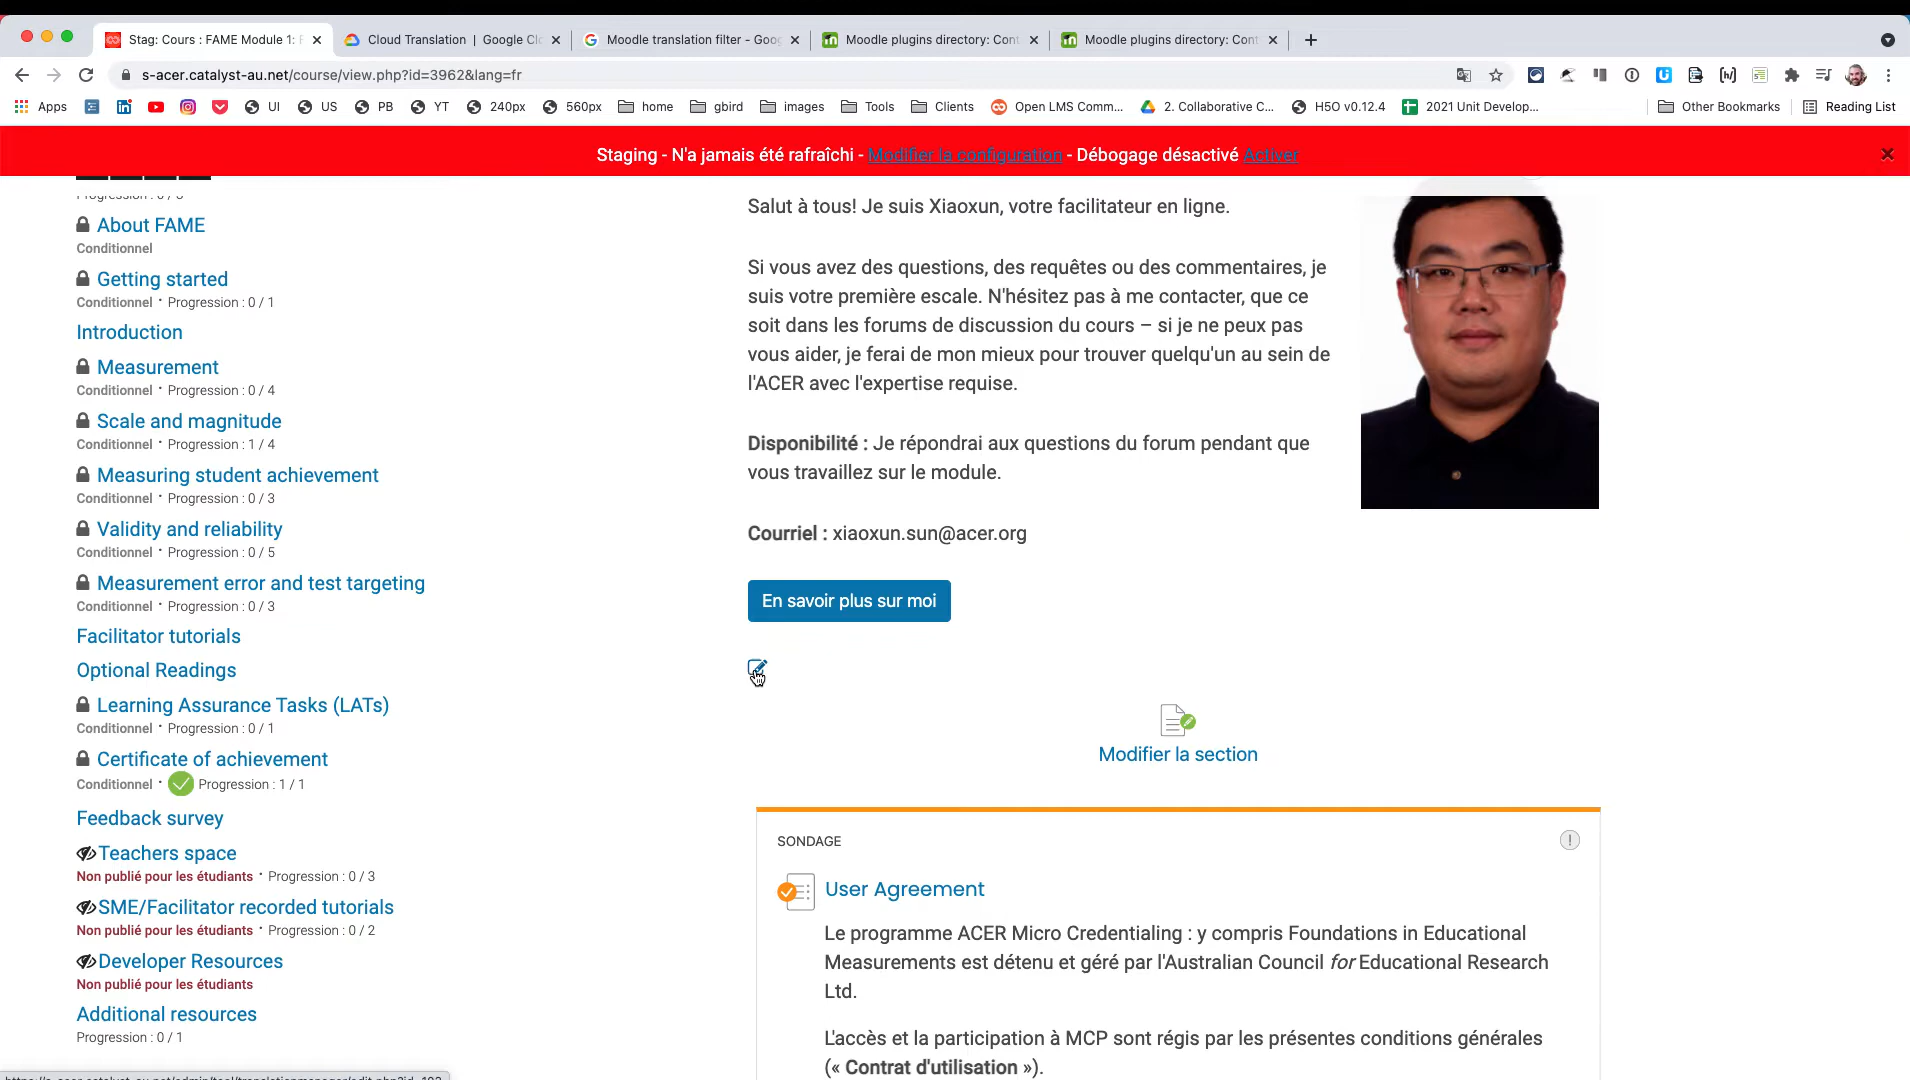 Stag: Cours : FAME Module 1:
Cloud Translation | Google Cl
Moodle translation filter - Goog
Moodle plugins directory: Cont
Moodle plugins directory: Cont
s-acer.catalyst-au.net/course/view.php?id=3962&lang=fr
Apps UI US PB YT 240px 560px home gbird images Tools Clients Open LMS Comm... 2. Collaborative C... H5O v0.12.4 2021 Unit Develop... Other Bookmarks Reading List
Staging - N'a jamais été rafraîchi - Modifier la configuration - Débogage désactivé Activer
About FAME
Conditionnel
Getting started
Conditionnel · Progression : 0 / 1
Introduction
Measurement
Conditionnel · Progression : 0 / 4
Scale and magnitude
Conditionnel · Progression : 1 / 4
Measuring student achievement
Conditionnel · Progression : 0 / 3
Validity and reliability
Conditionnel · Progression : 0 / 5
Measurement error and test targeting
Conditionnel · Progression : 0 / 3
Facilitator tutorials
Optional Readings
Learning Assurance Tasks (LATs)
Conditionnel · Progression : 0 / 1
Certificate of achievement
Conditionnel · Progression : 1 / 1
Feedback survey
Teachers space
Non publié pour les étudiants · Progression : 0 / 3
SME/Facilitator recorded tutorials
Non publié pour les étudiants · Progression : 0 / 2
Developer Resources
Non publié pour les étudiants
Additional resources
Progression : 0 / 1
Salut à tous! Je suis Xiaoxun, votre facilitateur en ligne.
Si vous avez des questions, des requêtes ou des commentaires, je
suis votre première escale. N'hésitez pas à me contacter, que ce
soit dans les forums de discussion du cours – si je ne peux pas
vous aider, je ferai de mon mieux pour trouver quelqu'un au sein de
l'ACER avec l'expertise requise.
Disponibilité : Je répondrai aux questions du forum pendant que
vous travaillez sur le module.
Courriel : xiaoxun.sun@acer.org
En savoir plus sur moi
Modifier la section
SONDAGE
User Agreement
Le programme ACER Micro Credentialing : y compris Foundations in Educational
Measurements est détenu et géré par l'Australian Council for Educational Research
Ltd.
L'accès et la participation à MCP sont régis par les présentes conditions générales
(« Contrat d'utilisation »).